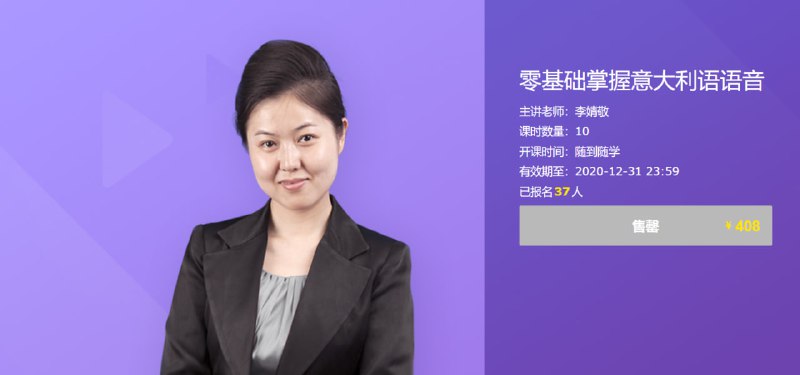 零基础掌握意大利语语音
主讲老师：李婧敬
课时数量：10
开课时间：随到随学
有效期至：2020-12-31 23:59
已报名37人
售罄 ¥408